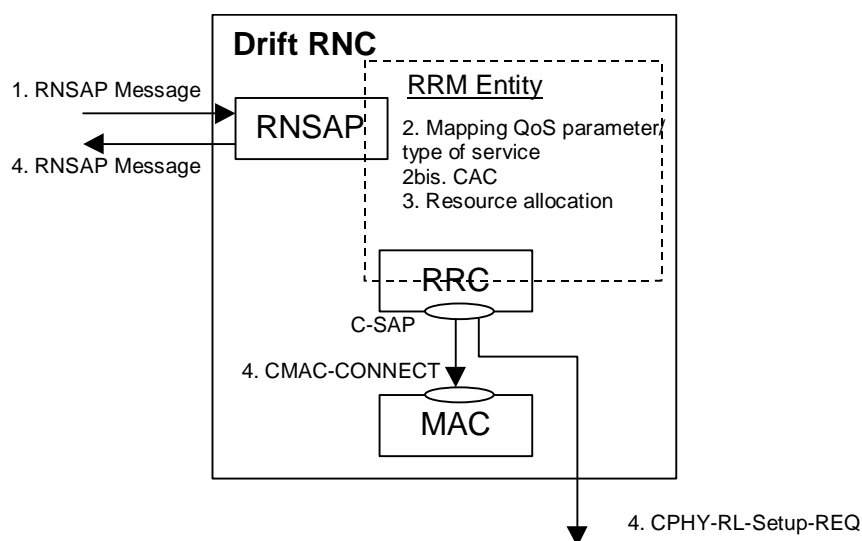 Drift RNC
1. RNSAP Message
RNSAP
4. RNSAP Message
RRM Entity
2. Mapping QoS parameter/
type of service
2bis. CAC
3. Resource allocation
RRC
C-SAP
4. CMAC-CONNECT
MAC
4. CPHY-RL-Setup-REQ